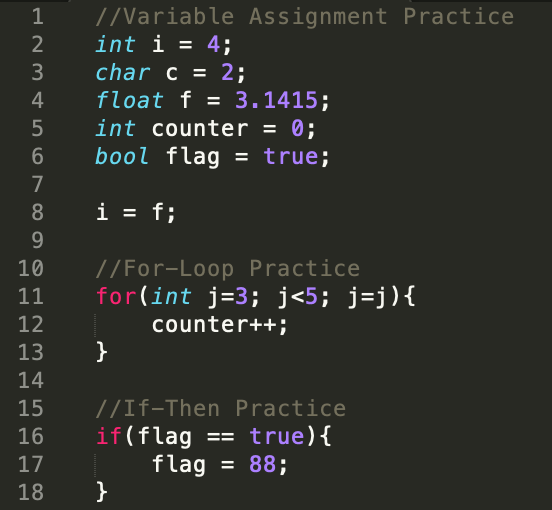 1 //Variable Assignment Practice
2 int i = 4;
3 char c = 2;
4 float f = 3.1415;
5 int counter = 0;
6 bool flag = true;
7
8 i = f;
9
10 //For-Loop Practice
11 for(int j=3; j<5; j=j){
12     counter++;
13 }
14
15 //If-Then Practice
16 if(flag == true){
17     flag = 88;
18 }